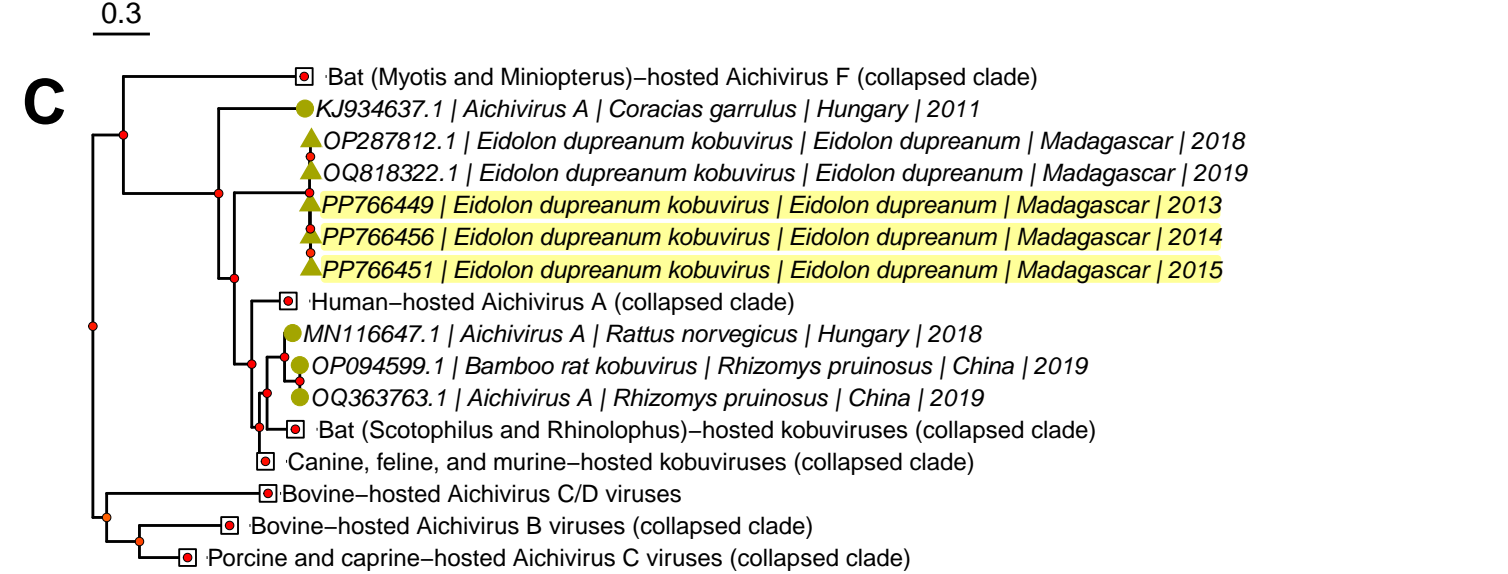 0.3
C
Bat (Myotis and Miniopterus)−hosted Aichivirus F (collapsed clade)
KJ934637.1 | Aichivirus A | Coracias garrulus | Hungary | 2011
OP287812.1 | Eidolon dupreanum kobuvirus | Eidolon dupreanum | Madagascar | 2018
OQ818322.1 | Eidolon dupreanum kobuvirus | Eidolon dupreanum | Madagascar | 2019
PP766449 | Eidolon dupreanum kobuvirus | Eidolon dupreanum | Madagascar | 2013
PP766456 | Eidolon dupreanum kobuvirus | Eidolon dupreanum | Madagascar | 2014
PP766451 | Eidolon dupreanum kobuvirus | Eidolon dupreanum | Madagascar | 2015
Human−hosted Aichivirus A (collapsed clade)
MN116647.1 | Aichivirus A | Rattus norvegicus | Hungary | 2018
OP094599.1 | Bamboo rat kobuvirus | Rhizomys pruinosus | China | 2019
OQ363763.1 | Aichivirus A | Rhizomys pruinosus | China | 2019
Bat (Scotophilus and Rhinolophus)−hosted kobuviruses (collapsed clade)
Canine, feline, and murine−hosted kobuviruses (collapsed clade)
Bovine−hosted Aichivirus C/D viruses
Bovine−hosted Aichivirus B viruses (collapsed clade)
Porcine and caprine−hosted Aichivirus C viruses (collapsed clade)